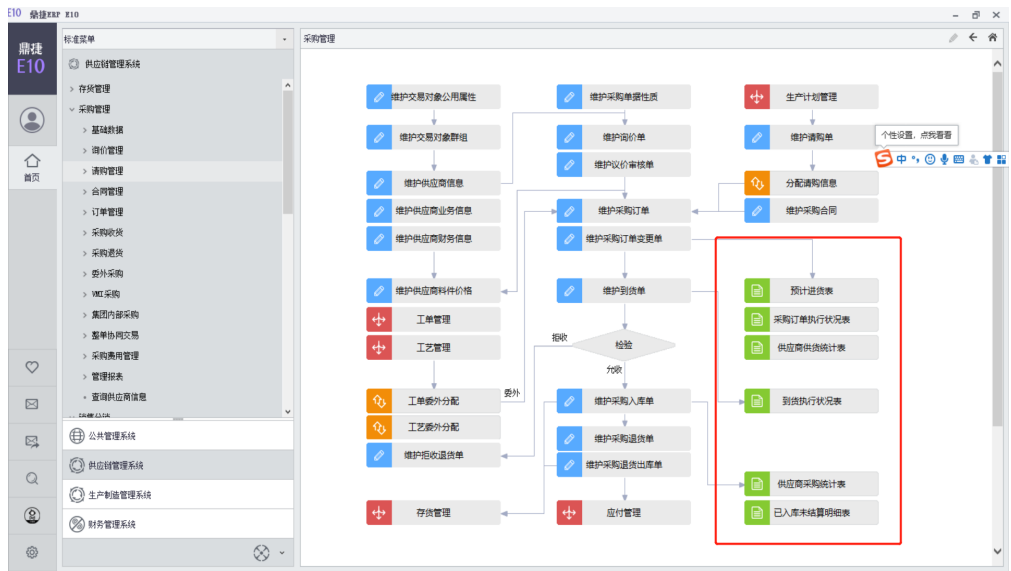 E10 鼎捷ERP E10
鼎捷
E10
首页
标准菜单
供应链管理系统
存货管理
采购管理
基础数据
询价管理
请购管理
合同管理
订单管理
采购收货
采购退货
委外采购
VMI采购
集团内部采购
整单协同交易
采购费用管理
管理报表
查询供应商信息
销售分销
公共管理系统
供应链管理系统
生产制造管理系统
财务管理系统
采购管理
维护交易对象公用属性
维护采购单据性质
生产计划管理
维护交易对象群组
维护询价单
维护请购单
个性设置，点我看看
中
维护议价审核单
维护供应商信息
分配请购信息
维护供应商业务信息
维护采购订单
维护采购合同
维护供应商财务信息
维护采购订单变更单
维护供应商料件价格
维护到货单
预计进货表
工单管理
采购订单执行状况表
拒收
工艺管理
检验
供应商供货统计表
允收
委外
工单委外分配
维护采购入库单
到货执行状况表
工艺委外分配
维护采购退货单
维护拒收退货单
维护采购退货出库单
供应商采购统计表
存货管理
应付管理
已入库未结算明细表